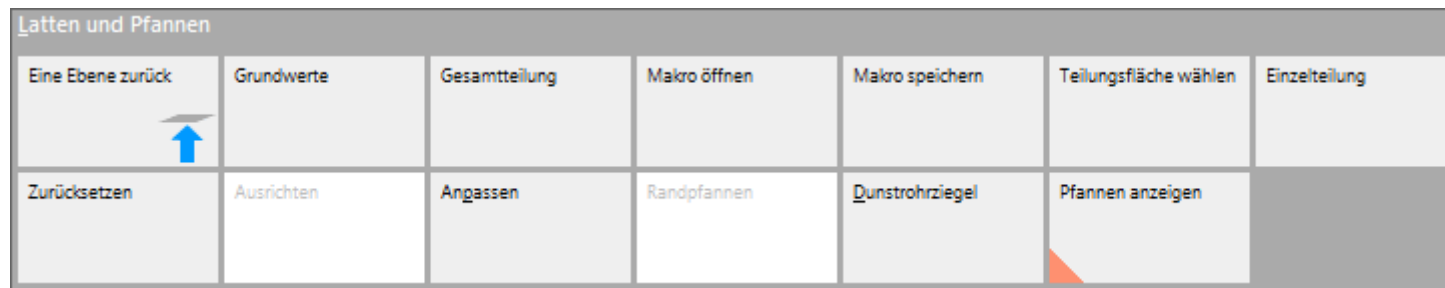 Latten und Pfannen
Eine Ebene zurück
Grundwerte
Gesamtteilung
Makro öffnen
Makro speichern
Teilungsfläche wählen
Einzelteilung
Zurücksetzen
Ausrichten
Anpassen
Randpfannen
Dunstrohrziegel
Pfannen anzeigen